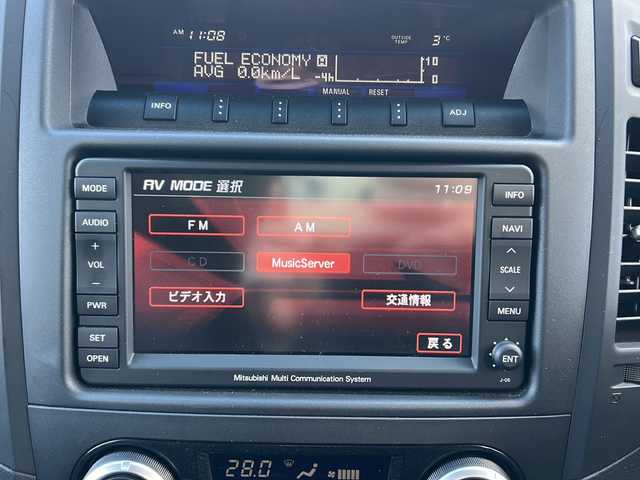 AM 11:08 OUTSIDE TEMP 3°C
FUEL ECONOMY A 10
AVG 0.0km/L -4h 0
MANUAL RESET
INFO ADJ
MODE AV MODE 選択 11:09 INFO
AUDIO FM AM NAVI
+
VOL CD MusicServer DVD SCALE
−
PWR ビデオ入力 交通情報 MENU
SET 戻る
OPEN ENT
Mitsubishi Multi Communication System J-06
28.0